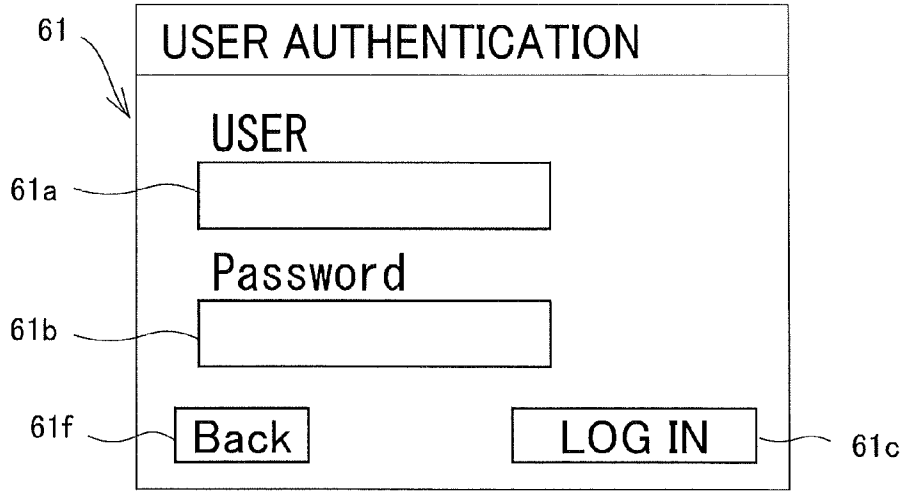 61
USER AUTHENTICATION
USER
61a
Password
61b
61f
Back
LOG IN
61c